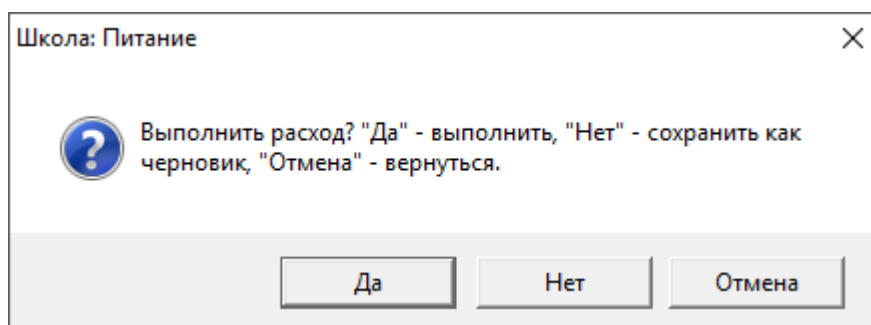 Школа: Питание
Выполнить расход? "Да" - выполнить, "Нет" - сохранить как
черновик, "Отмена" - вернуться.
Да
Нет
Отмена